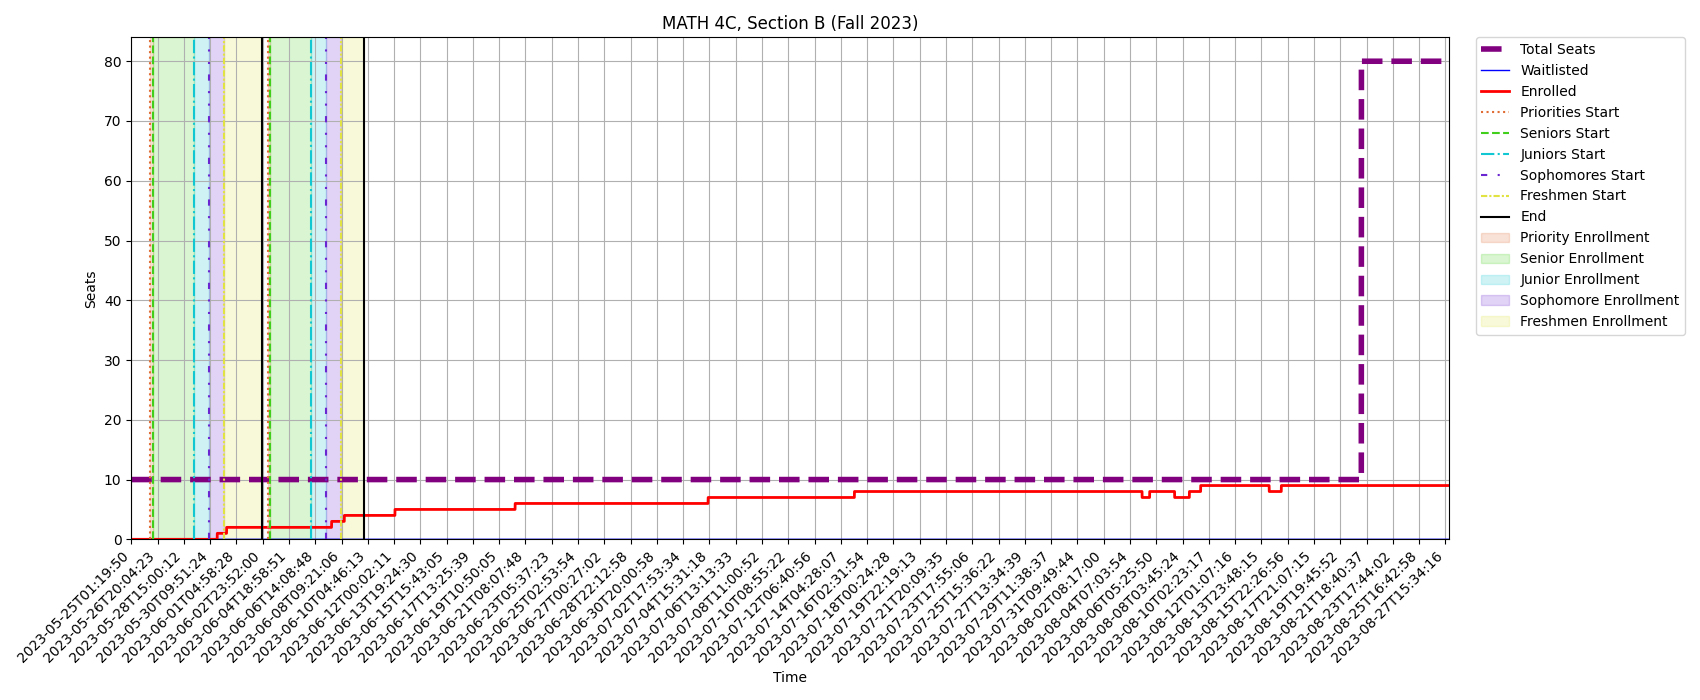 MATH 4C, Section B (Fall 2023)
Seats
80
70
60
50
40
30
20
10
0
2023-05-25T01:19:50
2023-05-26T20:04:23
2023-05-28T15:00:12
2023-05-30T09:51:24
2023-06-01T04:58:28
2023-06-02T23:52:00
2023-06-04T18:58:51
2023-06-06T14:08:48
2023-06-08T09:21:06
2023-06-10T04:46:13
2023-06-12T00:02:11
2023-06-13T19:24:30
2023-06-15T15:43:05
2023-06-17T13:25:39
2023-06-19T10:50:05
2023-06-21T08:07:48
2023-06-23T05:37:23
2023-06-25T02:53:54
2023-06-27T00:27:02
2023-06-28T22:12:58
2023-06-30T20:00:58
2023-07-02T17:53:34
2023-07-04T15:31:18
2023-07-06T13:13:33
2023-07-08T11:00:52
2023-07-10T08:55:22
2023-07-12T06:40:56
2023-07-14T04:28:07
2023-07-16T02:31:54
2023-07-18T00:24:28
2023-07-19T22:19:13
2023-07-21T20:09:35
2023-07-23T17:55:06
2023-07-25T15:36:22
2023-07-27T13:34:39
2023-07-29T11:38:37
2023-07-31T09:49:44
2023-08-02T08:17:00
2023-08-04T07:03:54
2023-08-06T05:25:50
2023-08-08T03:45:24
2023-08-10T02:23:17
2023-08-12T01:07:16
2023-08-13T23:48:15
2023-08-15T22:26:56
2023-08-17T21:07:15
2023-08-19T19:45:52
2023-08-21T18:40:37
2023-08-23T17:44:02
2023-08-25T16:42:58
2023-08-27T15:34:16
Time
Total Seats
Waitlisted
Enrolled
Priorities Start
Seniors Start
Juniors Start
Sophomores Start
Freshmen Start
End
Priority Enrollment
Senior Enrollment
Junior Enrollment
Sophomore Enrollment
Freshmen Enrollment